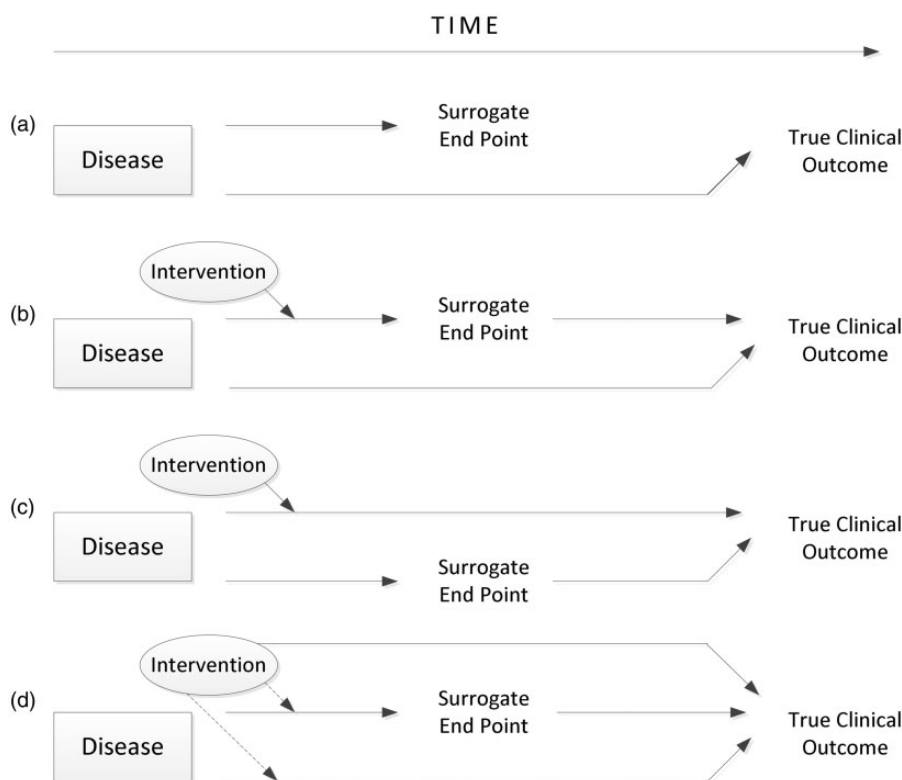 TIME
(a)
Surrogate
End Point
Disease
True Clinical
Outcome
Intervention
(b)
Surrogate
End Point
Disease
True Clinical
Outcome
Intervention
(c)
Disease
True Clinical
Outcome
Surrogate
End Point
Intervention
(d)
Surrogate
End Point
Disease
True Clinical
Outcome